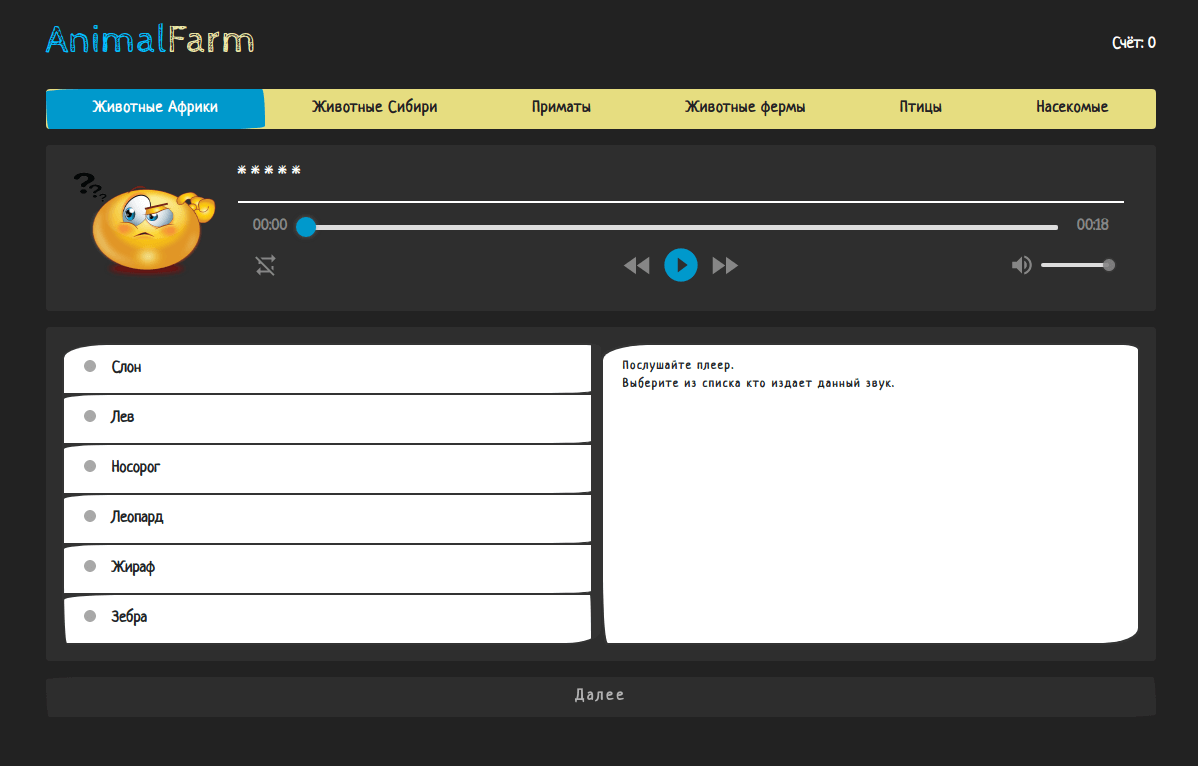 AnimalFarm
Счёт: 0
Животные Африки Животные Сибири Приматы Животные фермы Птицы Насекомые
???
*****
00:00 00:18
Слон
Лев
Носорог
Леопард
Жираф
Зебра
Послушайте плеер.
Выберите из списка кто издает данный звук.
Далее